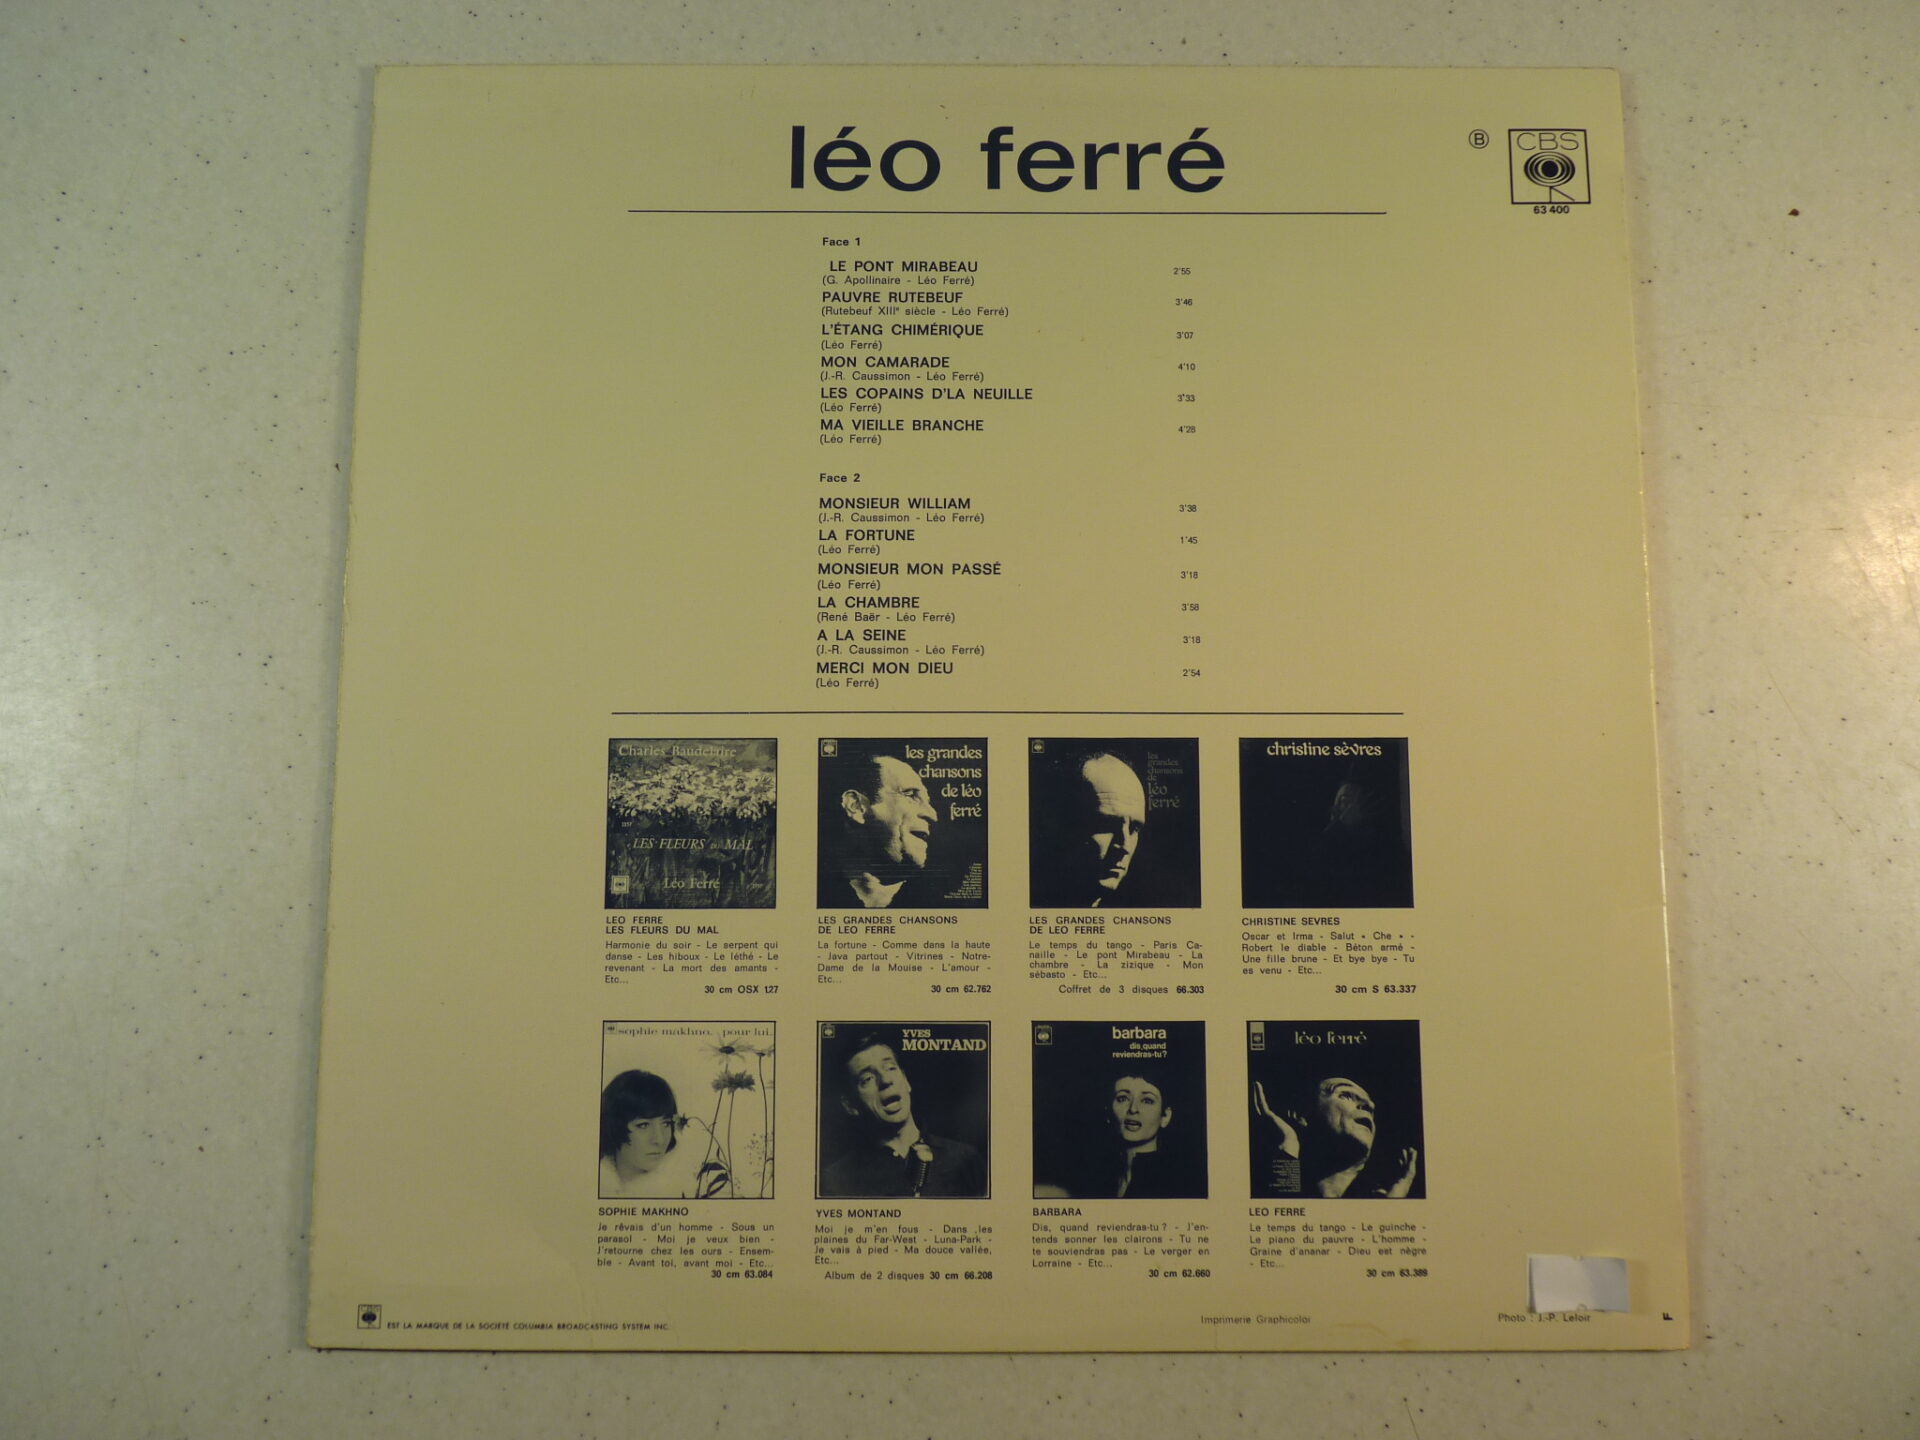 léo ferré
B
CBS
63 400
Face 1
LE PONT MIRABEAU 2'55
(G. Apollinaire - Léo Ferré)
PAUVRE RUTEBEUF 3'46
(Rutebeuf XIIIe siècle - Léo Ferré)
L'ÉTANG CHIMÉRIQUE 3'07
(Léo Ferré)
MON CAMARADE 4'10
(J.-R. Caussimon - Léo Ferré)
LES COPAINS D'LA NEUILLE 3'33
(Léo Ferré)
MA VIEILLE BRANCHE 4'28
(Léo Ferré)
Face 2
MONSIEUR WILLIAM 3'38
(J.-R. Caussimon - Léo Ferré)
LA FORTUNE 1'45
(Léo Ferré)
MONSIEUR MON PASSÉ 3'18
(Léo Ferré)
LA CHAMBRE 3'58
(René Baër - Léo Ferré)
A LA SEINE 3'18
(J.-R. Caussimon - Léo Ferré)
MERCI MON DIEU 2'54
(Léo Ferré)
Charles Baudelaire
LES FLEURS DU MAL
Léo Ferré
LEO FERRE
LES FLEURS DU MAL
Harmonie du soir - Le serpent qui
danse - Les hiboux - Le léthé - Le
revenant - La mort des amants -
Etc...
30 cm OSX 127
les grandes
chansons
de léo
ferré
LES GRANDES CHANSONS
DE LEO FERRE
La fortune - Comme dans la haute
- Java partout - Vitrines - Notre-
Dame de la Mouise - L'amour -
Etc...
30 cm 62.762
les
grandes
chansons
de
léo
ferré
LES GRANDES CHANSONS
DE LEO FERRE
Le temps du tango - Paris Ca-
naille - Le pont Mirabeau - La
chambre - La zizique - Mon
sébasto - Etc...
Coffret de 3 disques 66.303
christine sèvres
CHRISTINE SEVRES
Oscar et Irma - Salut « Che » -
Robert le diable - Béton armé -
Une fille brune - Et bye bye - Tu
es venu - Etc...
30 cm S 63.337
sophie makhno. pour lui...
SOPHIE MAKHNO
Je rêvais d'un homme - Sous un
parasol - Moi je veux bien -
J'retourne chez les ours - Ensem-
ble - Avant toi, avant moi - Etc...
30 cm 63.084
YVES
MONTAND
YVES MONTAND
Moi je m'en fous - Dans les
plaines du Far-West - Luna-Park -
Je vais à pied - Ma douce vallée,
Etc...
Album de 2 disques 30 cm 66.208
barbara
dis, quand
reviendras-tu?
BARBARA
Dis, quand reviendras-tu ? - J'en-
tends sonner les clairons - Tu ne
te souviendras pas - Le verger en
Lorraine - Etc...
30 cm 62.660
léo ferré
LEO FERRE
Le temps du tango - Le guinche -
Le piano du pauvre - L'homme -
Graine d'ananar - Dieu est nègre
- Etc...
30 cm 63.389
EST LA MARQUE DE LA SOCIÉTÉ COLUMBIA BROADCASTING SYSTEM INC.
Imprimerie Graphicolor
Photo : J.-P. Leloir
F